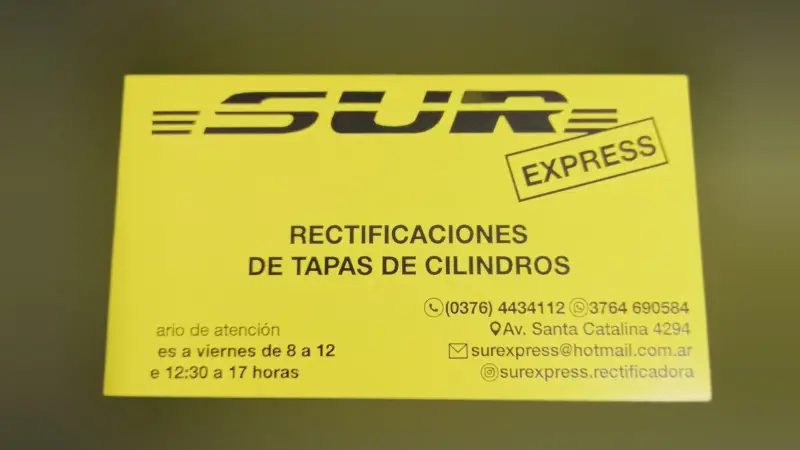 SUR
EXPRESS
RECTIFICACIONES
DE TAPAS DE CILINDROS
(0376) 4434112 3764 690584
Av. Santa Catalina 4294
surexpress@hotmail.com.ar
surexpress.rectificadora
ario de atención
es a viernes de 8 a 12
e 12:30 a 17 horas